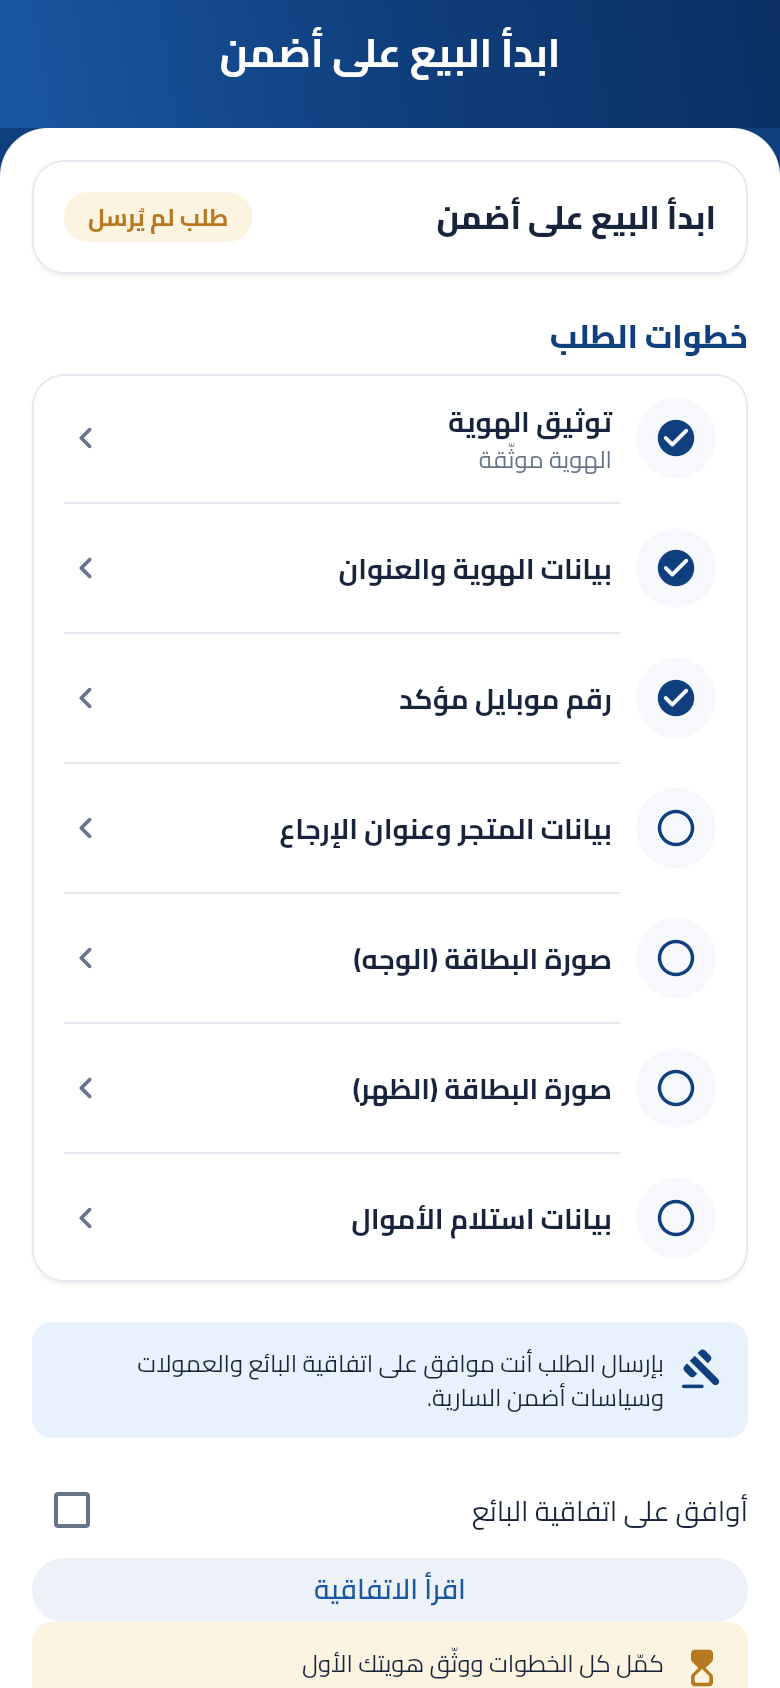 ابدأ البيع على أضمن
ابدأ البيع على أضمن
طلب لم يُرسل
خطوات الطلب
توثيق الهوية
الهوية موثّقة
بيانات الهوية والعنوان
رقم موبايل مؤكد
بيانات المتجر وعنوان الإرجاع
صورة البطاقة (الوجه)
صورة البطاقة (الظهر)
بيانات استلام الأموال
بإرسال الطلب أنت موافق على اتفاقية البائع والعمولات
وسياسات أضمن السارية.
أوافق على اتفاقية البائع
اقرأ الاتفاقية
كمّل كل الخطوات ووثّق هويتك الأول